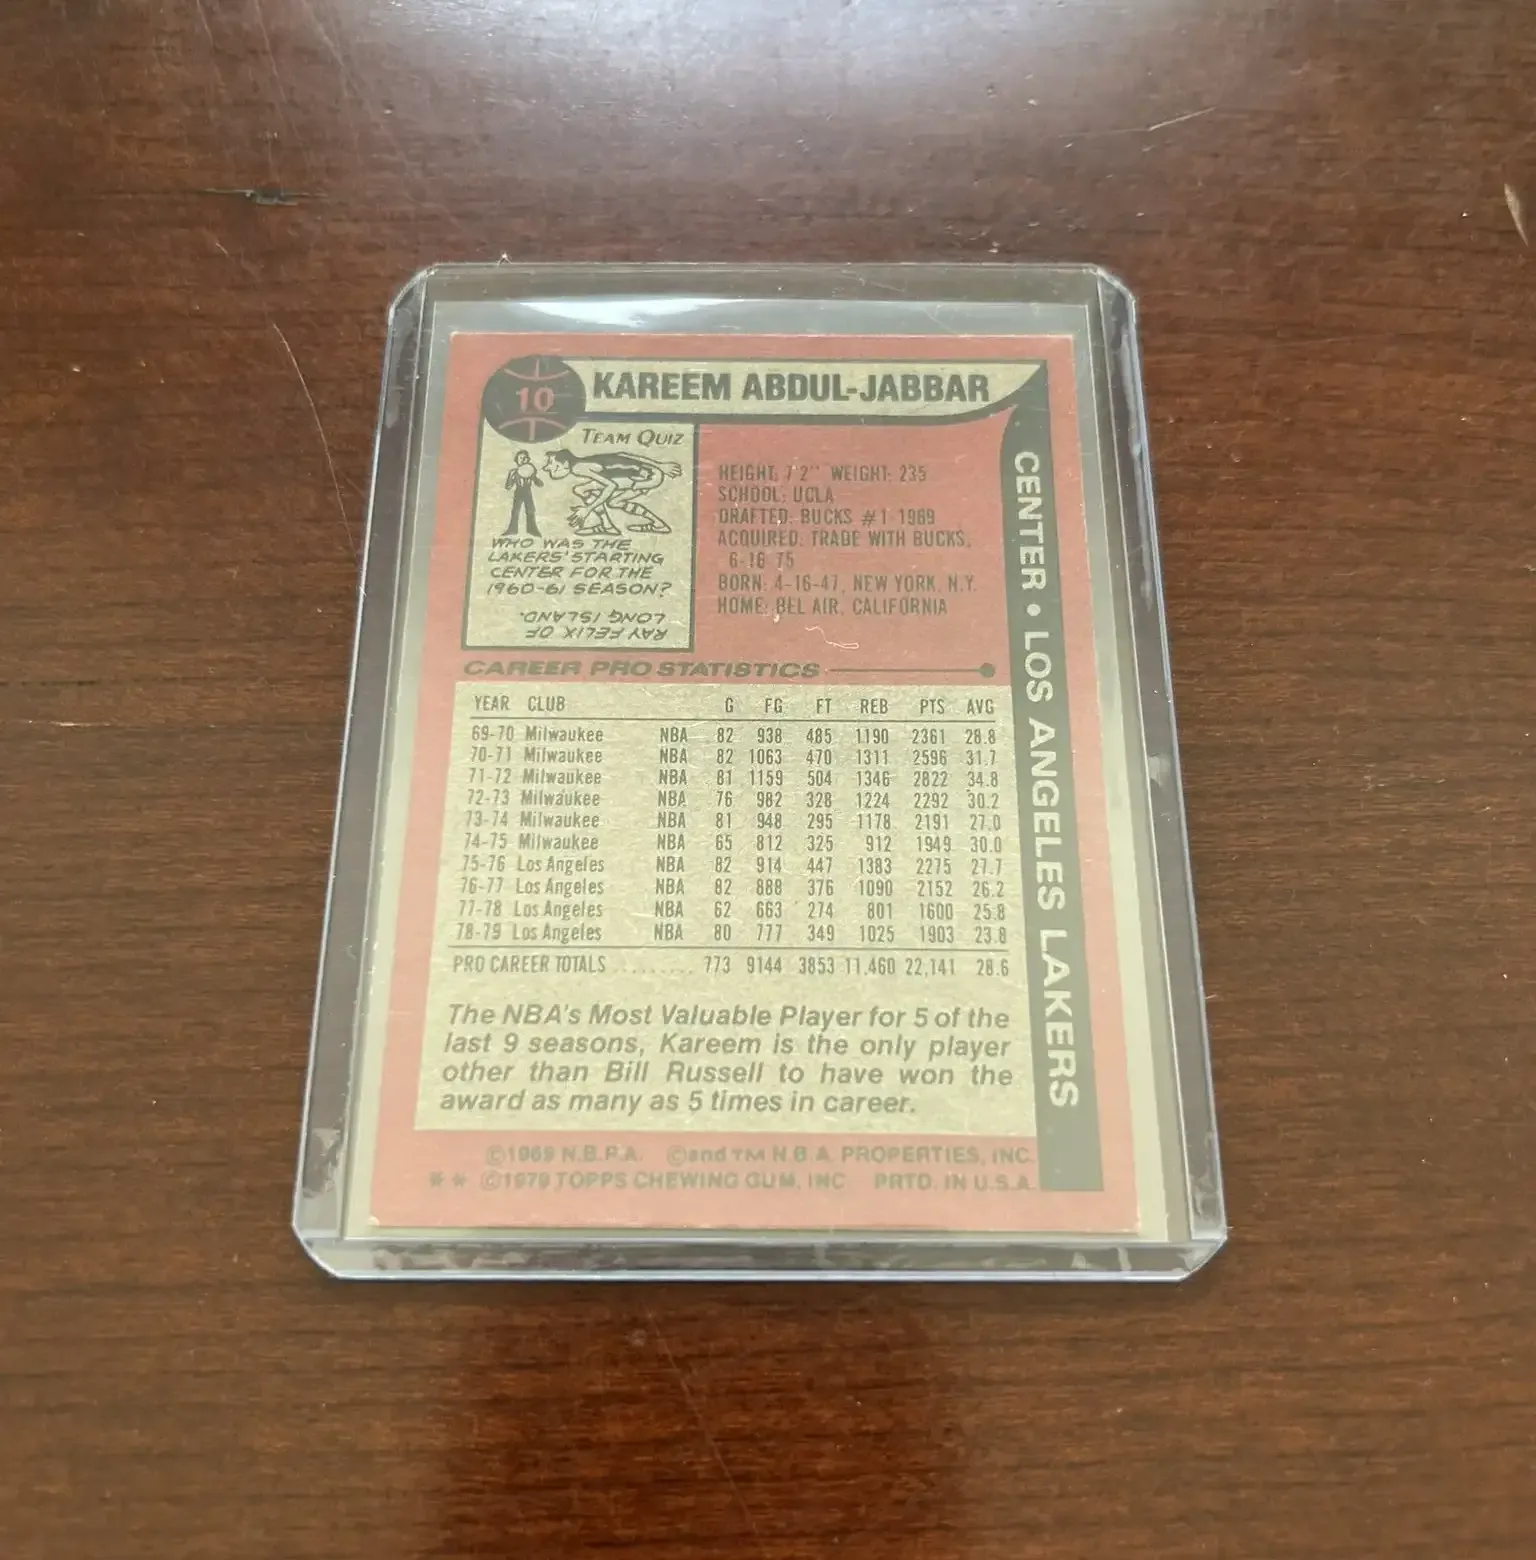 10
KAREEM ABDUL-JABBAR
TEAM QUIZ
WHO WAS THE
LAKERS' STARTING
CENTER FOR THE
1960-61 SEASON?
RAY FELIX OF
LONG ISLAND.
HEIGHT: 7'2" WEIGHT: 235
SCHOOL: UCLA
DRAFTED: BUCKS #1-1969
ACQUIRED: TRADE WITH BUCKS,
6-16-75
BORN: 4-16-47, NEW YORK, N.Y.
HOME: BEL AIR, CALIFORNIA
CENTER • LOS ANGELES LAKERS
CAREER PRO STATISTICS
YEAR CLUB G FG FT REB PTS AVG
69-70 Milwaukee NBA 82 938 485 1190 2361 28.8
70-71 Milwaukee NBA 82 1063 470 1311 2596 31.7
71-72 Milwaukee NBA 81 1159 504 1346 2822 34.8
72-73 Milwaukee NBA 76 982 328 1224 2292 30.2
73-74 Milwaukee NBA 81 948 295 1178 2191 27.0
74-75 Milwaukee NBA 65 812 325 912 1949 30.0
75-76 Los Angeles NBA 82 914 447 1383 2275 27.7
76-77 Los Angeles NBA 82 888 376 1090 2152 26.2
77-78 Los Angeles NBA 62 663 274 801 1600 25.8
78-79 Los Angeles NBA 80 777 349 1025 1903 23.8
PRO CAREER TOTALS ......... 773 9144 3853 11,460 22,141 28.6
The NBA's Most Valuable Player for 5 of the
last 9 seasons, Kareem is the only player
other than Bill Russell to have won the
award as many as 5 times in career.
©1969 N.B.P.A. ©and TM N.B.A. PROPERTIES, INC.
** ©1979 TOPPS CHEWING GUM, INC PRTD. IN U.S.A.